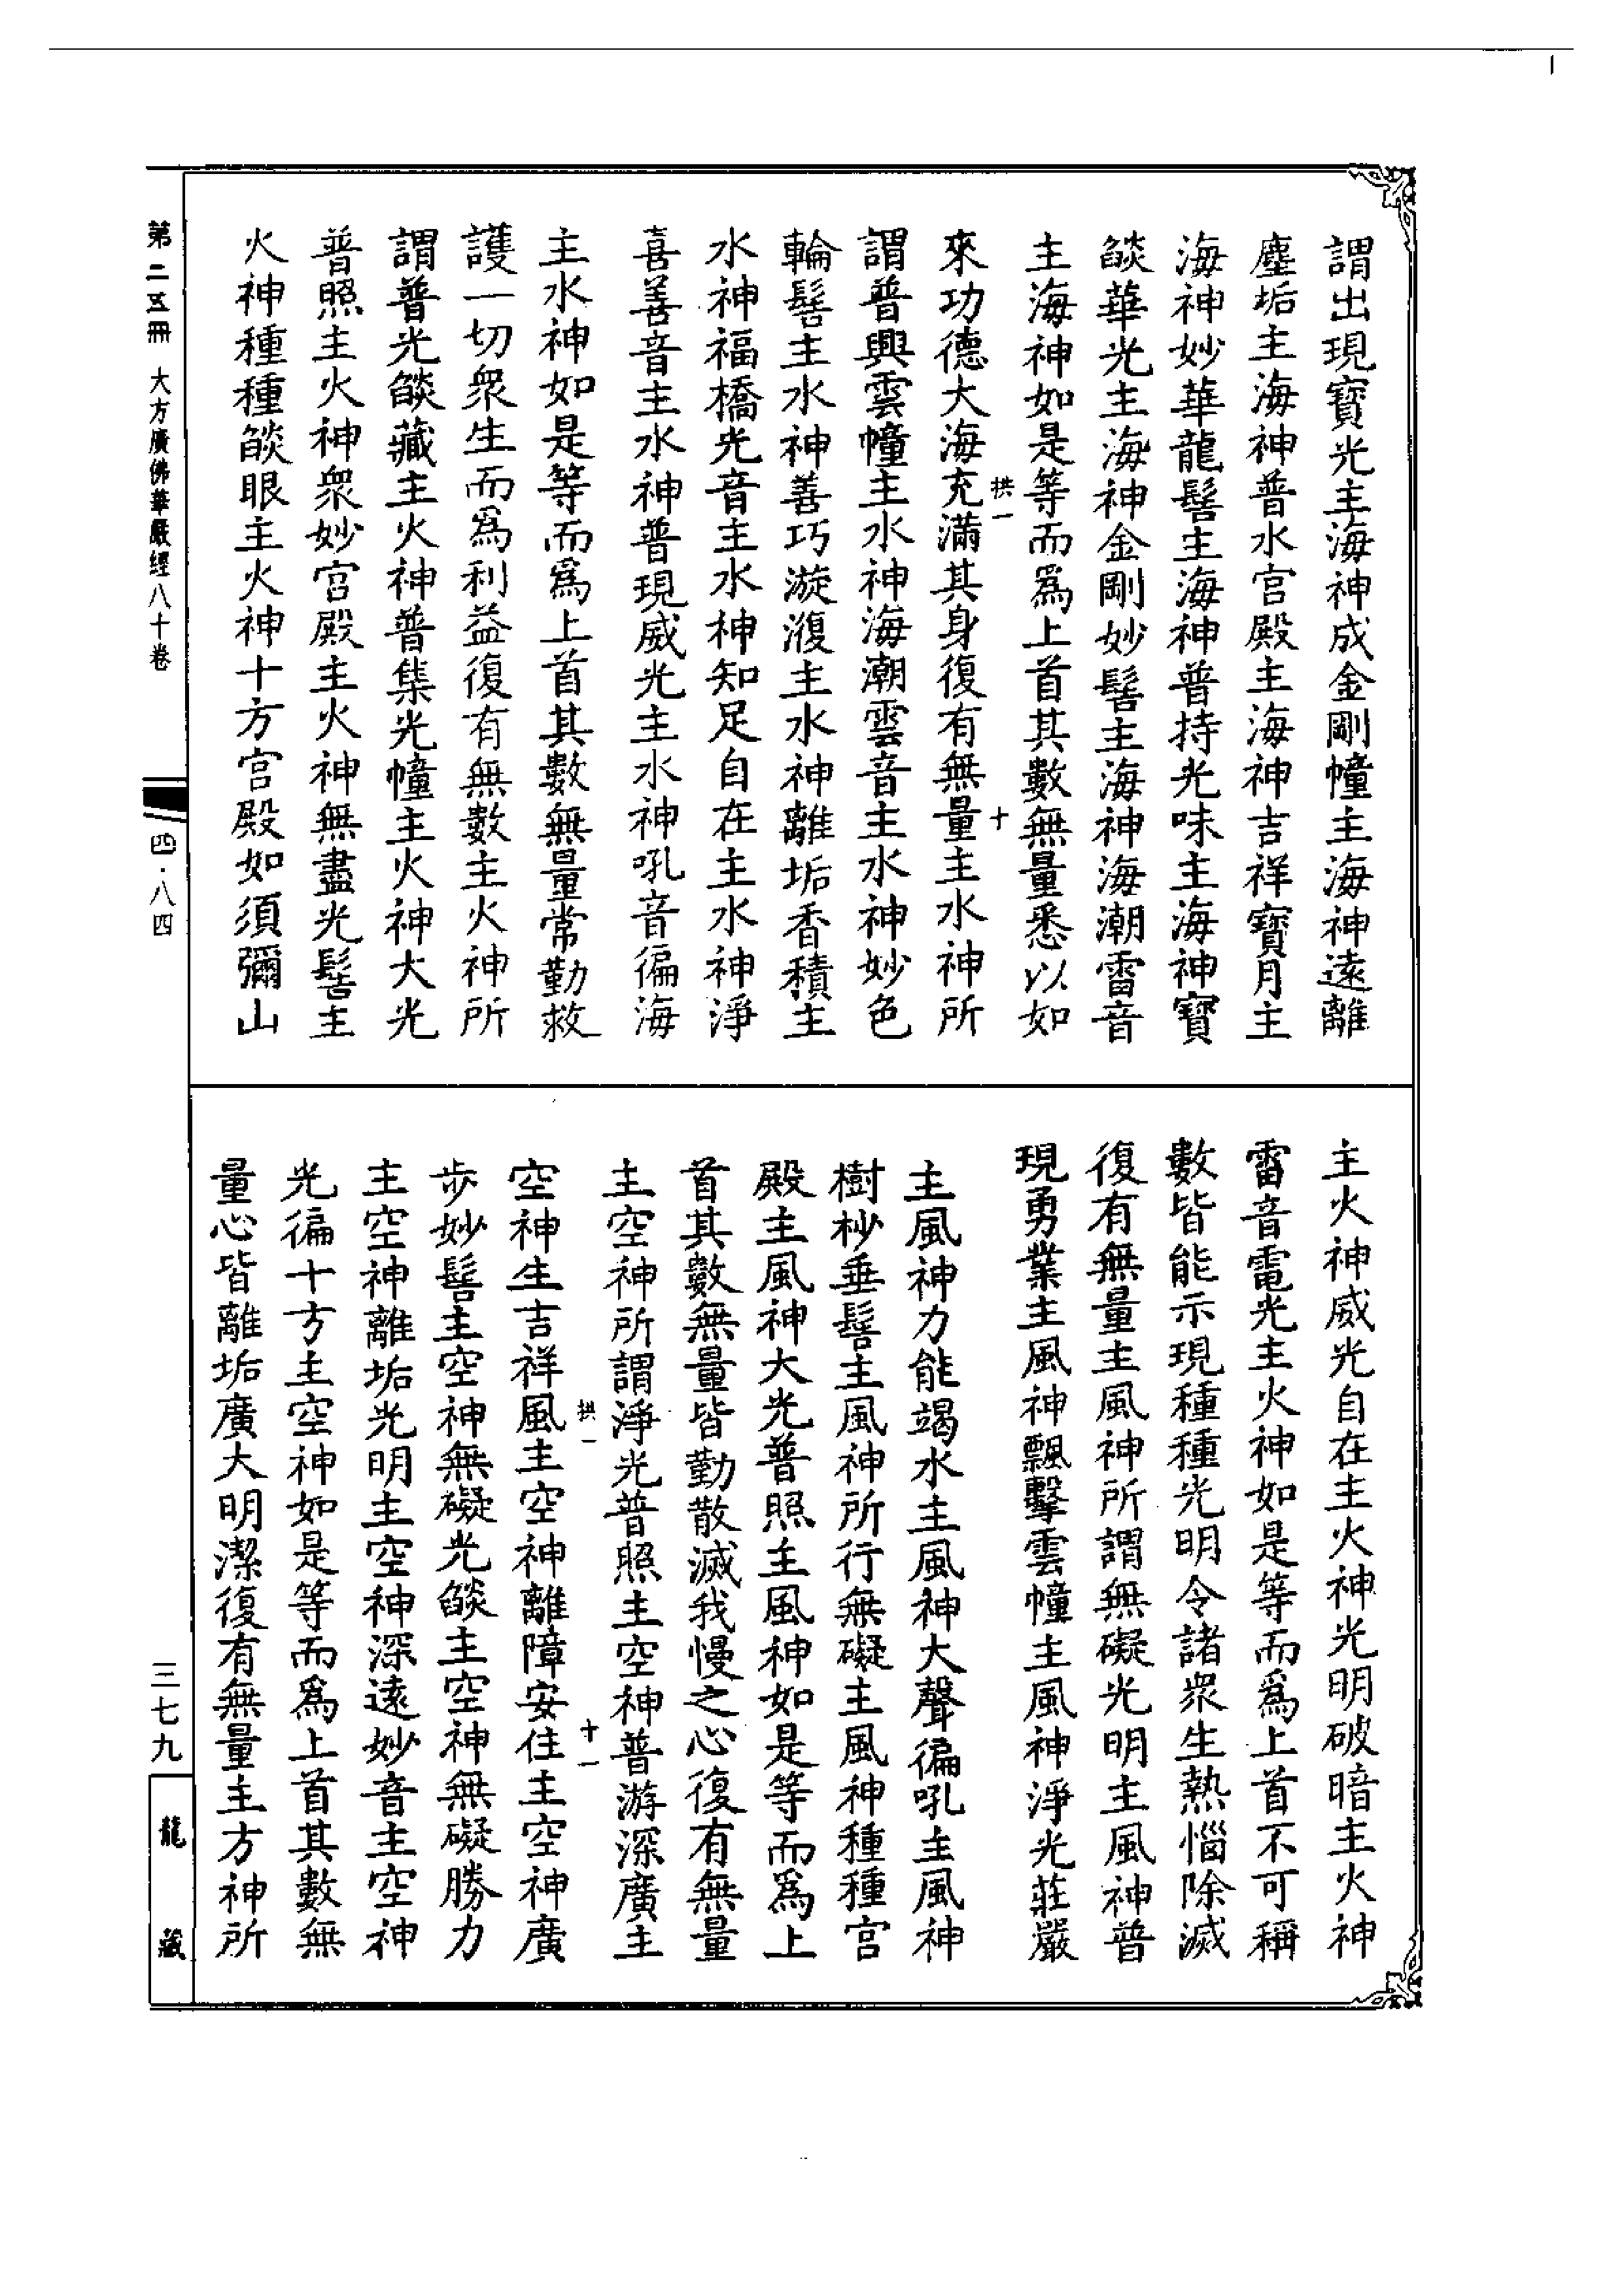 謂出現寶光主海神成金剛幢主海神遠離
塵垢主海神普水宮殿主海神吉祥寶月主
海神妙華龍髻主海神普持光味主海神寶
燄華光主海神金剛妙髻主海神海潮雷音
主海神如是等而為上首其數無量悉以如
拱一 十
來功德大海充滿其身復有無量主水神所
謂普興雲幢主水神海潮雲音主水神妙色
輪髻主水神善巧漩澓主水神離垢香積主
水神福橋光音主水神知足自在主水神淨
喜善音主水神普現威光主水神吼音徧海
主水神如是等而為上首其數無量常勤救
護一切眾生而為利益復有無數主火神所
謂普光燄藏主火神普集光幢主火神大光
普照主火神眾妙宮殿主火神無盡光髻主
火神種種燄眼主火神十方宮殿如須彌山
主火神威光自在主火神光明破暗主火神
雷音電光主火神如是等而為上首不可稱
數皆能示現種種光明令諸眾生熱惱除滅
復有無量主風神所謂無礙光明主風神普
現勇業主風神飄擊雲幢主風神淨光莊嚴
主風神力能竭水主風神大聲徧吼主風神
樹杪垂髻主風神所行無礙主風神種種宮
殿主風神大光普照主風神如是等而為上
首其數無量皆勤散滅我慢之心復有無量
主空神所謂淨光普照主空神普游深廣主
拱一 十一
空神生吉祥風主空神離障安住主空神廣
步妙髻主空神無礙光燄主空神無礙勝力
主空神離垢光明主空神深遠妙音主空神
光徧十方主空神如是等而為上首其數無
量心皆離垢廣大明潔復有無量主方神所
第二五冊 大方廣佛華嚴經八十卷 四·八四
三七九 龍藏